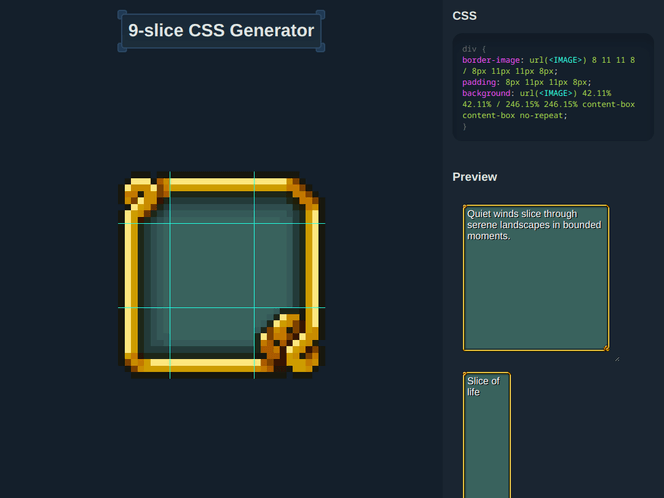 9-slice CSS Generator
CSS
div {
border-image: url(<IMAGE>) 8 11 11 8
/ 8px 11px 11px 8px;
padding: 8px 11px 11px 8px;
background: url(<IMAGE>) 42.11%
42.11% / 246.15% 246.15% content-box
content-box no-repeat;
}
Preview
Quiet winds slice through
serene landscapes in bounded
moments.
Slice of
life